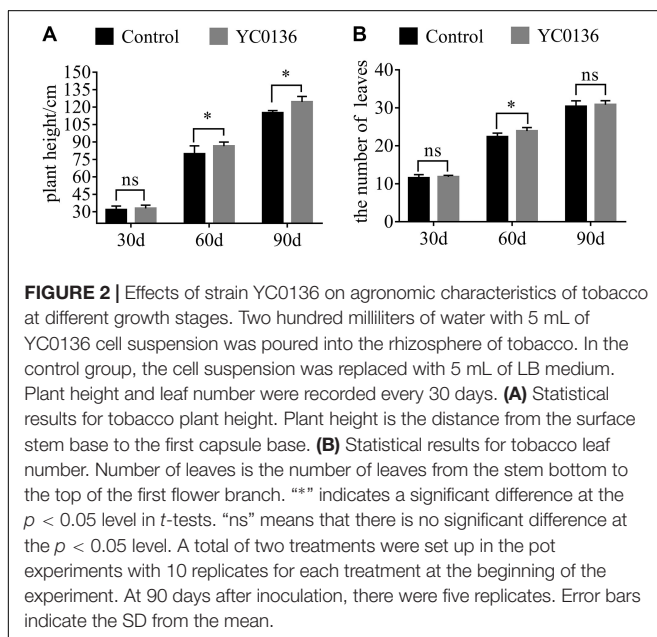 A
Control YC0136
B
Control YC0136
plant height/cm
150
135
120
105
90
75
60
45
30
ns
*
*
30d 60d 90d
the number of leaves
40
30
20
10
0
ns
*
ns
30d 60d 90d
FIGURE 2 | Effects of strain YC0136 on agronomic characteristics of tobacco
at different growth stages. Two hundred milliliters of water with 5 mL of
YC0136 cell suspension was poured into the rhizosphere of tobacco. In the
control group, the cell suspension was replaced with 5 mL of LB medium.
Plant height and leaf number were recorded every 30 days. (A) Statistical
results for tobacco plant height. Plant height is the distance from the surface
stem base to the first capsule base. (B) Statistical results for tobacco leaf
number. Number of leaves is the number of leaves from the stem bottom to
the top of the first flower branch. “*” indicates a significant difference at the
p < 0.05 level in t-tests. “ns” means that there is no significant difference at
the p < 0.05 level. A total of two treatments were set up in the pot
experiments with 10 replicates for each treatment at the beginning of the
experiment. At 90 days after inoculation, there were five replicates. Error bars
indicate the SD from the mean.